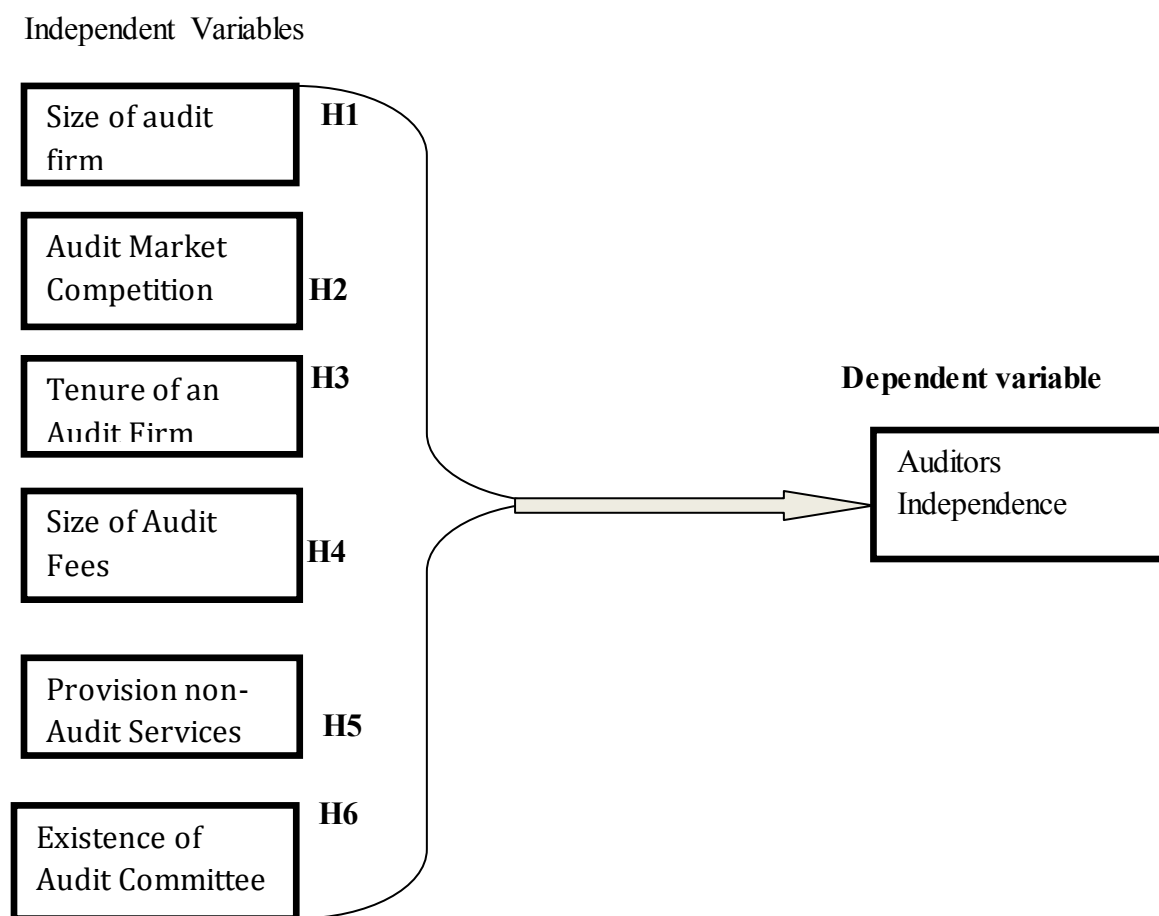 Independent Variables
Size of audit
firm
H1
Audit Market
Competition
H2
Tenure of an
Audit Firm
H3
Size of Audit
Fees
H4
Provision non-
Audit Services
H5
Existence of
Audit Committee
H6
Dependent variable
Auditors
Independence